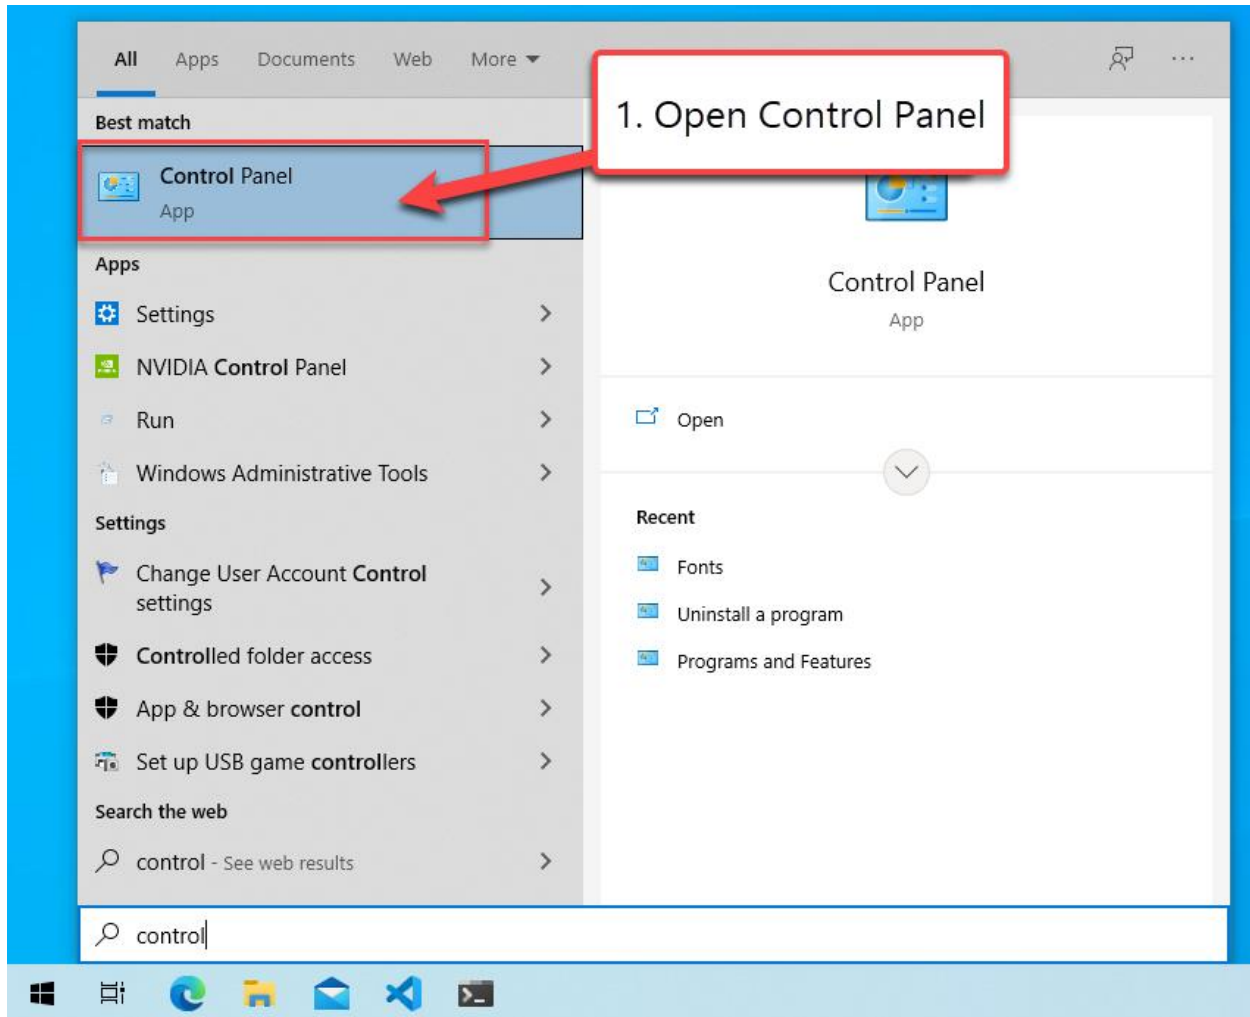 All Apps Documents Web More
1. Open Control Panel
Best match
Control Panel
App
Apps
Settings
NVIDIA Control Panel
Run
Windows Administrative Tools
Settings
Change User Account Control
settings
Controlled folder access
App & browser control
Set up USB game controllers
Search the web
control - See web results
control
Control Panel
App
Open
Recent
Fonts
Uninstall a program
Programs and Features